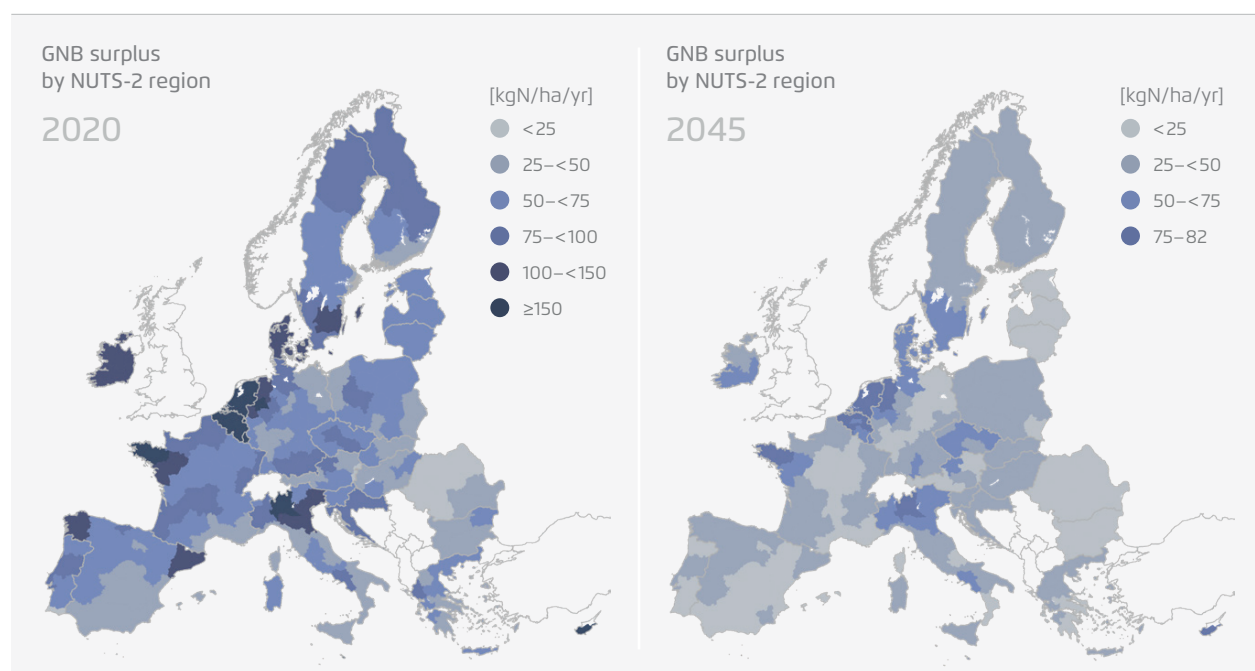 GNB surplus
by NUTS-2 region
2020
[kgN/ha/yr]
<25
25–<50
50–<75
75–<100
100–<150
≥150
GNB surplus
by NUTS-2 region
2045
[kgN/ha/yr]
<25
25–<50
50–<75
75–82